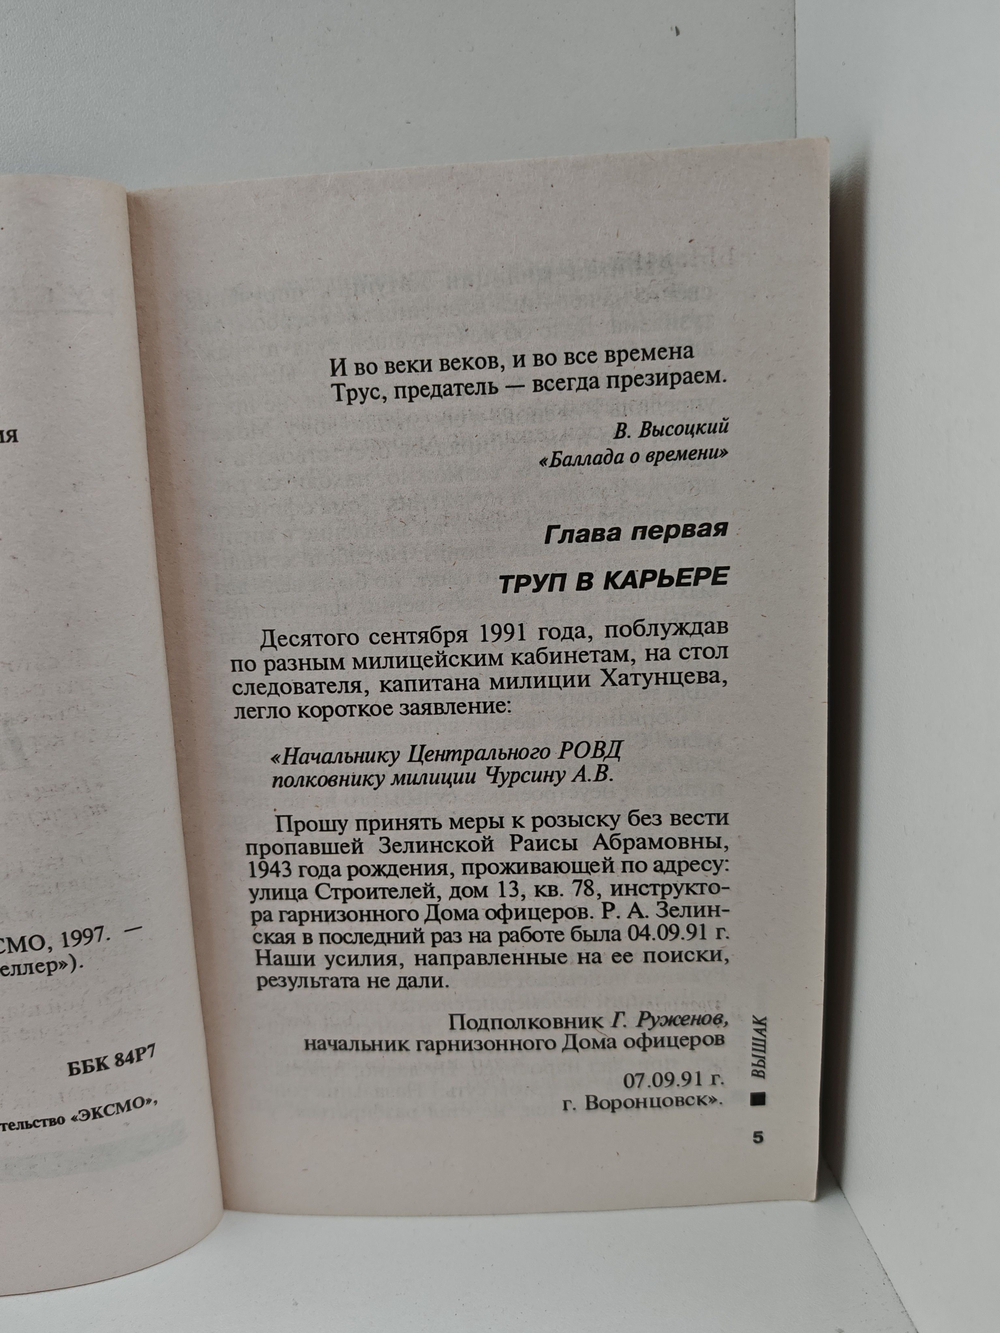 ия
СМО, 1997. —
еллер»).
ББК 84Р7
тельство «ЭКСМО»,
И во веки веков, и во все времена
Трус, предатель — всегда презираем.
В. Высоцкий
«Баллада о времени»
Глава первая
ТРУП В КАРЬЕРЕ
Десятого сентября 1991 года, поблуждав
по разным милицейским кабинетам, на стол
следователя, капитана милиции Хатунцева,
легло короткое заявление:
«Начальнику Центрального РОВД
полковнику милиции Чурсину А.В.
Прошу принять меры к розыску без вести
пропавшей Зелинской Раисы Абрамовны,
1943 года рождения, проживающей по адресу:
улица Строителей, дом 13, кв. 78, инструкто-
ра гарнизонного Дома офицеров. Р. А. Зелин-
ская в последний раз на работе была 04.09.91 г.
Наши усилия, направленные на ее поиски,
результата не дали.
Подполковник Г. Руженов,
начальник гарнизонного Дома офицеров
07.09.91 г.
г. Воронцовск».
ВЫШАК
5